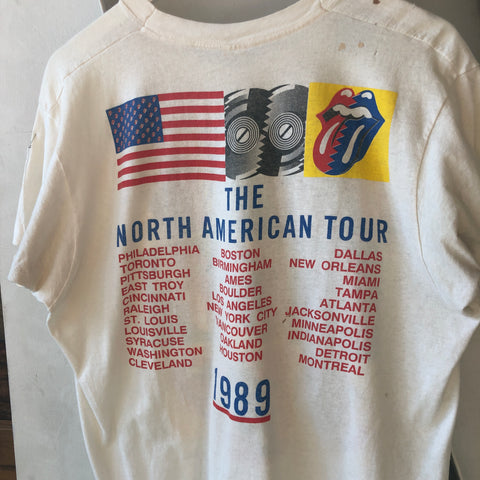 THE
NORTH AMERICAN TOUR
PHILADELPHIA
TORONTO
PITTSBURGH
EAST TROY
CINCINNATI
RALEIGH
ST. LOUIS
LOUISVILLE
SYRACUSE
WASHINGTON
CLEVELAND
BOSTON
BIRMINGHAM
AMES
BOULDER
LOS ANGELES
NEW YORK CITY
VANCOUVER
OAKLAND
HOUSTON
DALLAS
NEW ORLEANS
MIAMI
TAMPA
ATLANTA
JACKSONVILLE
MINNEAPOLIS
INDIANAPOLIS
DETROIT
MONTREAL
1989